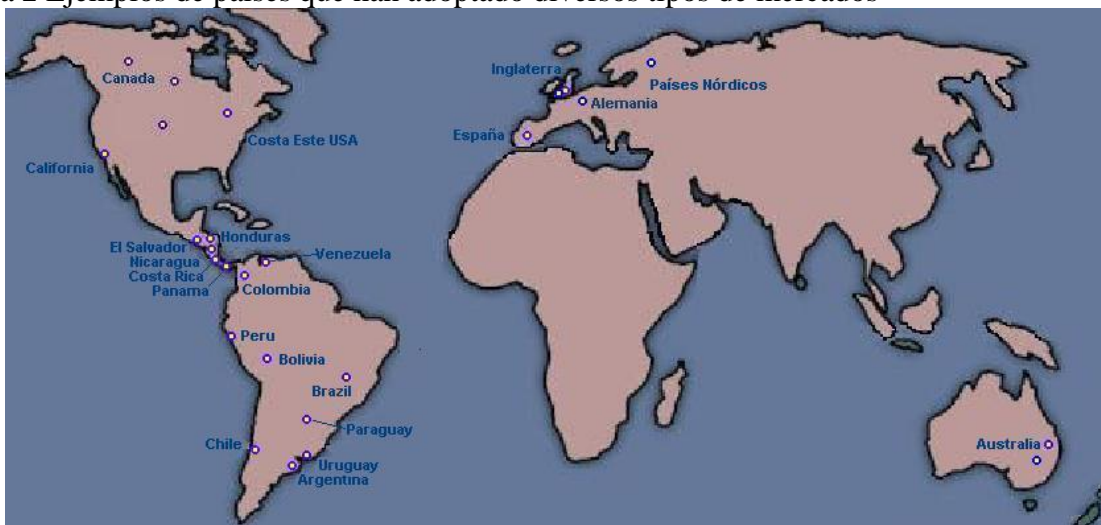 a 2 Ejemplos de países que han adoptado diversos tipos de mercados
Canada
Costa Este USA
California
Inglaterra
Países Nórdicos
Alemania
España
Honduras
El Salvador
Nicaragua
Costa Rica
Panama
Venezuela
Colombia
Peru
Bolivia
Brazil
Paraguay
Chile
Uruguay
Argentina
Australia